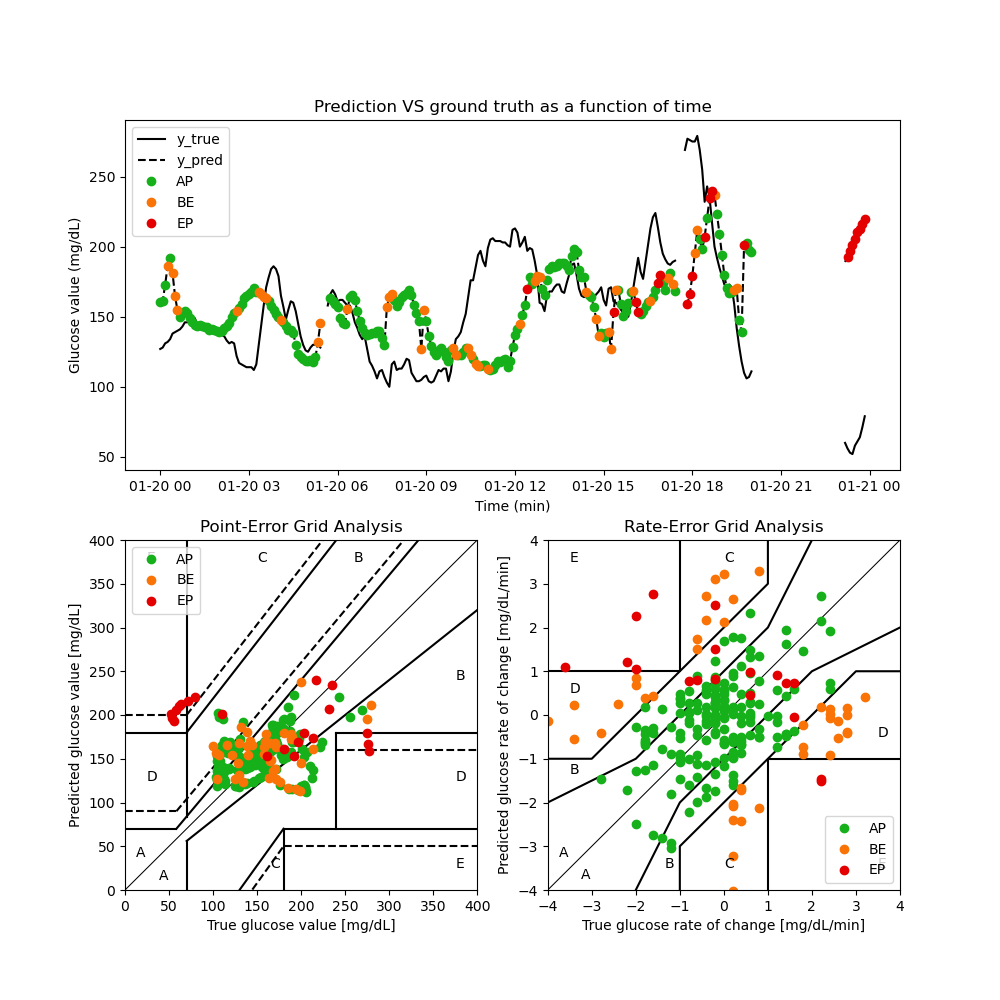 Prediction VS ground truth as a function of time
Glucose value (mg/dL)
250
200
150
100
50
y_true
y_pred
AP
BE
EP
01-20 00 01-20 03 01-20 06 01-20 09 01-20 12 01-20 15 01-20 18 01-20 21 01-21 00
Time (min)
Point-Error Grid Analysis
Predicted glucose value [mg/dL]
400
350
300
250
200
150
100
50
0
AP
BE
EP
C
B
B
D
D
A
A
C
E
0 50 100 150 200 250 300 350 400
True glucose value [mg/dL]
Rate-Error Grid Analysis
Predicted glucose rate of change [mg/dL/min]
4
3
2
1
0
−1
−2
−3
−4
E
C
D
D
B
A
A
B
C
AP
BE
EP
−4 −3 −2 −1 0 1 2 3 4
True glucose rate of change [mg/dL/min]